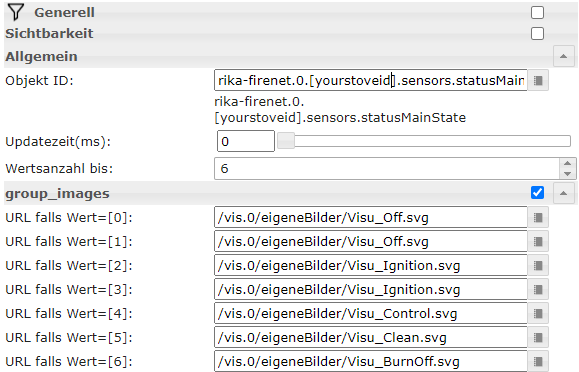 Generell
Sichtbarkeit
Allgemein
Objekt ID: rika-firenet.0.[yourstoveid].sensors.statusMain
rika-firenet.0.
[yourstoveid].sensors.statusMainState
Updatezeit(ms): 0
Wertsanzahl bis: 6
group_images
URL falls Wert=[0]: /vis.0/eigeneBilder/Visu_Off.svg
URL falls Wert=[1]: /vis.0/eigeneBilder/Visu_Off.svg
URL falls Wert=[2]: /vis.0/eigeneBilder/Visu_Ignition.svg
URL falls Wert=[3]: /vis.0/eigeneBilder/Visu_Ignition.svg
URL falls Wert=[4]: /vis.0/eigeneBilder/Visu_Control.svg
URL falls Wert=[5]: /vis.0/eigeneBilder/Visu_Clean.svg
URL falls Wert=[6]: /vis.0/eigeneBilder/Visu_BurnOff.svg